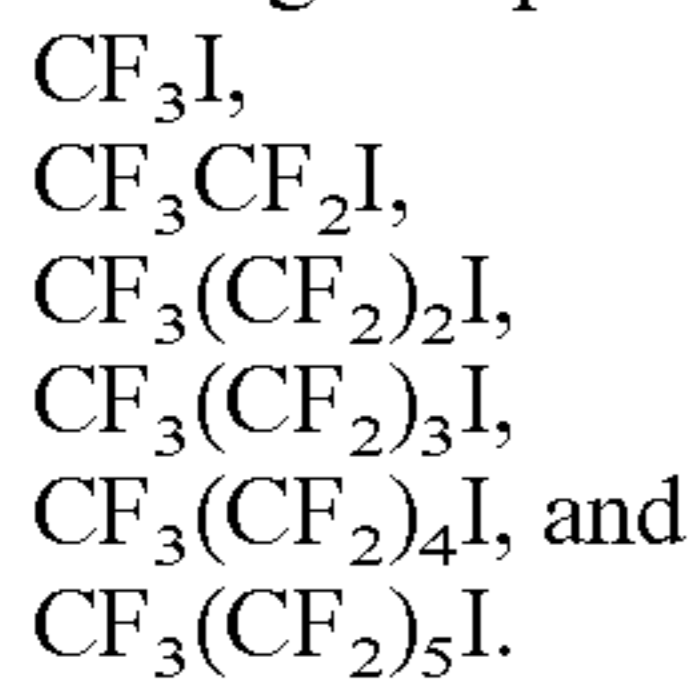 CF₃I,
CF₃CF₂I,
CF₃(CF₂)₂I,
CF₃(CF₂)₃I,
CF₃(CF₂)₄I, and
CF₃(CF₂)₅I.